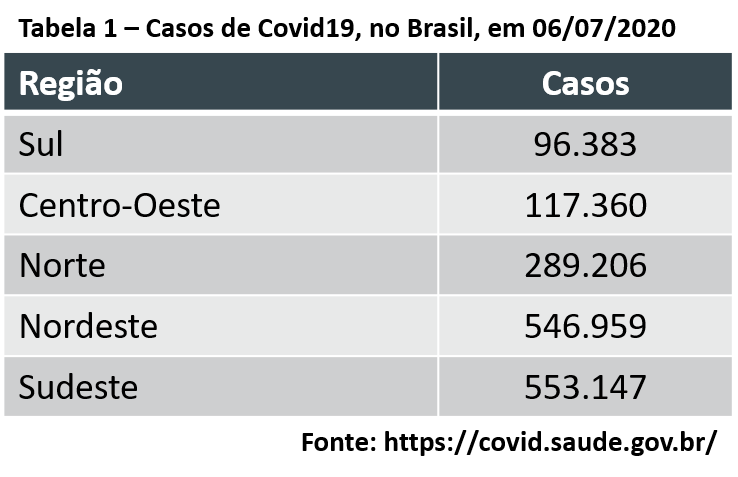 Tabela 1 – Casos de Covid19, no Brasil, em 06/07/2020
Região Casos
Sul 96.383
Centro-Oeste 117.360
Norte 289.206
Nordeste 546.959
Sudeste 553.147
Fonte: https://covid.saude.gov.br/